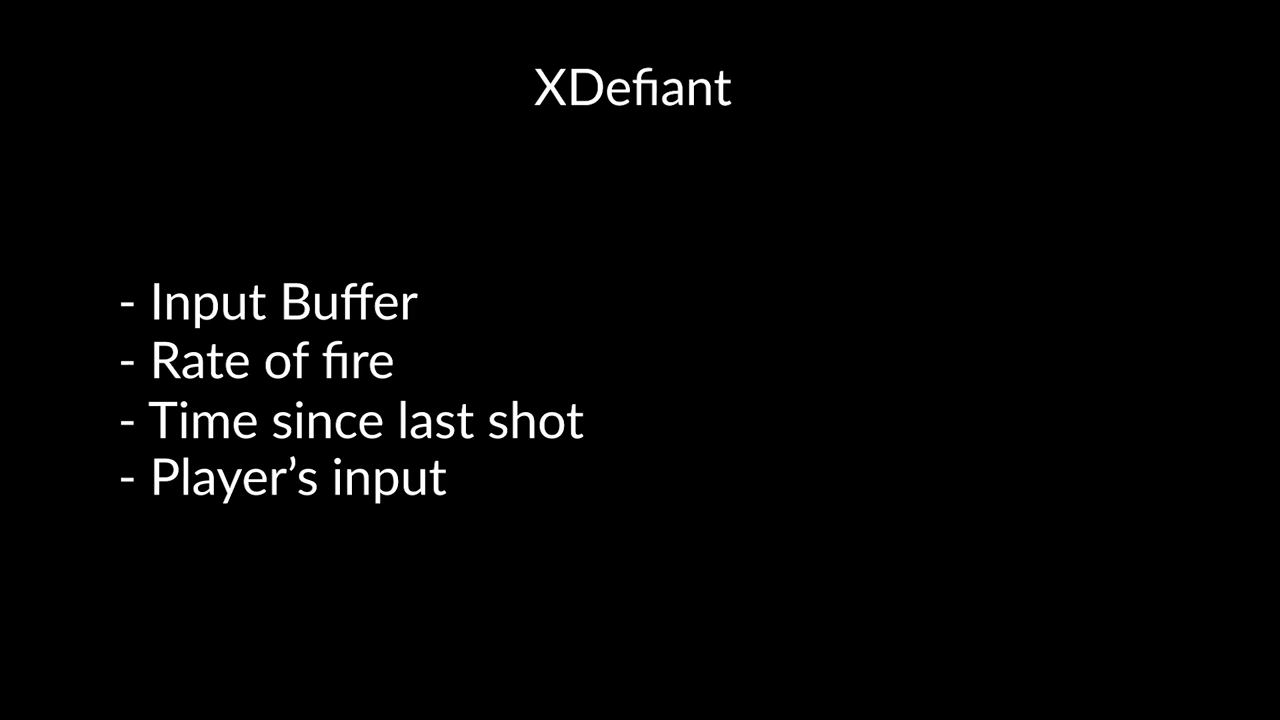 XDefiant
- Input Buffer
- Rate of fire
- Time since last shot
- Player’s input